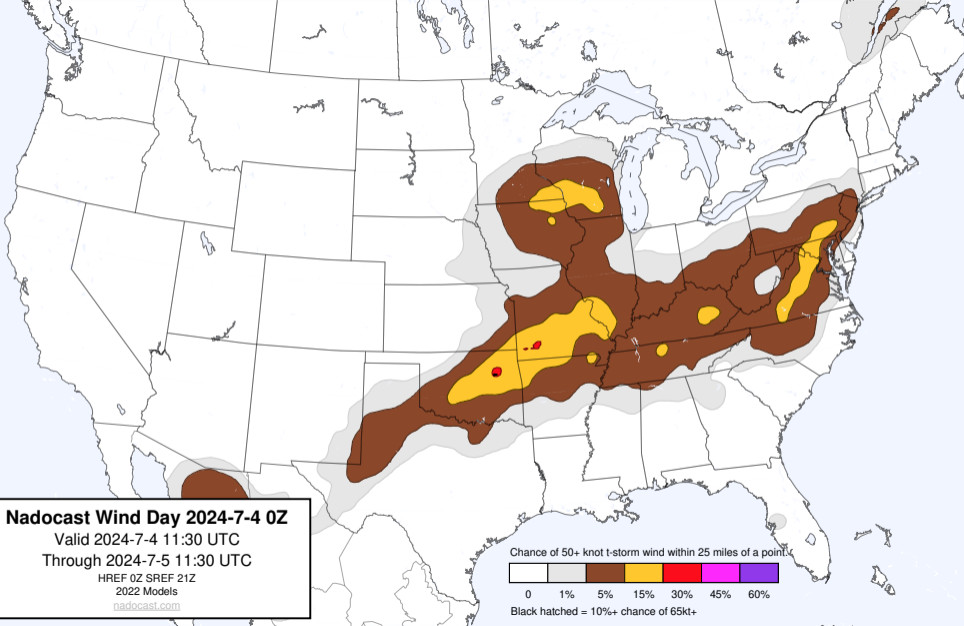 Nadocast Wind Day 2024-7-4 0Z
Valid 2024-7-4 11:30 UTC
Through 2024-7-5 11:30 UTC
HREF 0Z SREF 21Z
2022 Models
nadocast.com
Chance of 50+ knot t-storm wind within 25 miles of a point.
0 1% 5% 15% 30% 45% 60%
Black hatched = 10%+ chance of 65kt+